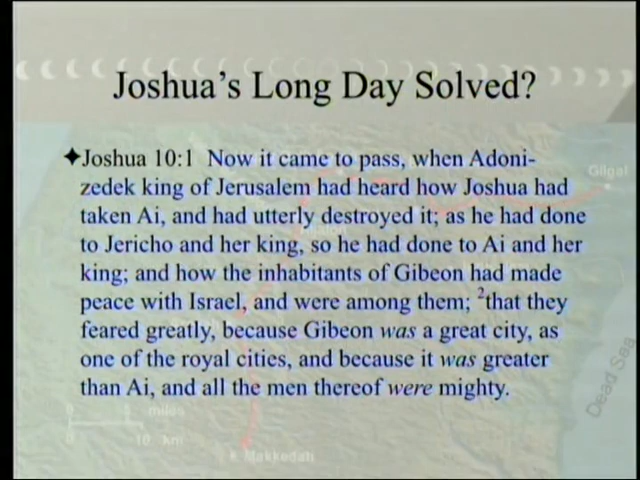 Joshua's Long Day Solved?
✦Joshua 10:1 Now it came to pass, when Adoni-
zedek king of Jerusalem had heard how Joshua had
taken Ai, and had utterly destroyed it; as he had done
to Jericho and her king, so he had done to Ai and her
king; and how the inhabitants of Gibeon had made
peace with Israel, and were among them; ²that they
feared greatly, because Gibeon was a great city, as
one of the royal cities, and because it was greater
than Ai, and all the men thereof were mighty.
Gilgal
Dead Sea
0 5 miles
0 10 km
Makkedah